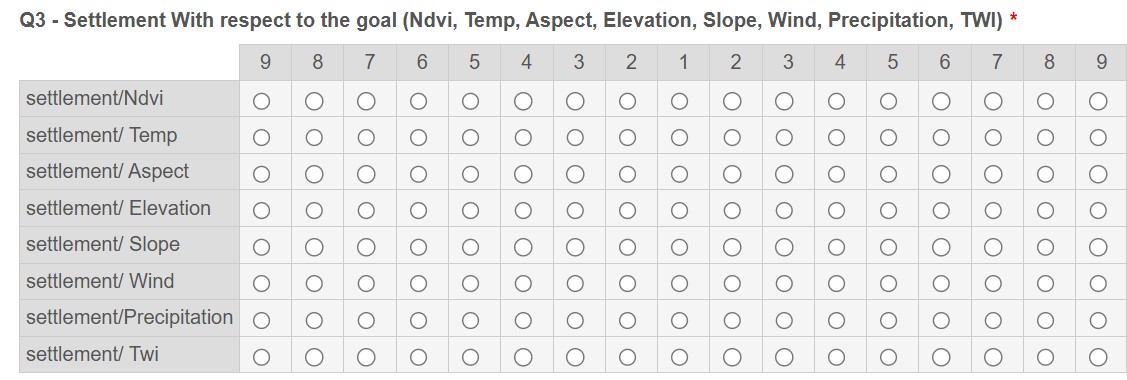 Q3 - Settlement With respect to the goal (Ndvi, Temp, Aspect, Elevation, Slope, Wind, Precipitation, TWI) *
9 8 7 6 5 4 3 2 1 2 3 4 5 6 7 8 9
settlement/Ndvi
settlement/ Temp
settlement/ Aspect
settlement/ Elevation
settlement/ Slope
settlement/ Wind
settlement/Precipitation
settlement/ Twi